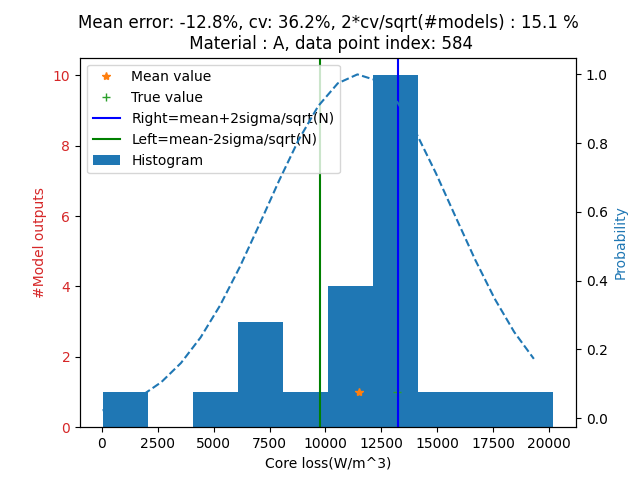 Mean error: -12.8%, cv: 36.2%, 2*cv/sqrt(#models) : 15.1 %
Material : A, data point index: 584
Mean value
True value
Right=mean+2sigma/sqrt(N)
Left=mean-2sigma/sqrt(N)
Histogram
10
8
6
4
2
0
#Model outputs
1.0
0.8
0.6
0.4
0.2
0.0
Probability
0 2500 5000 7500 10000 12500 15000 17500 20000
Core loss(W/m^3)